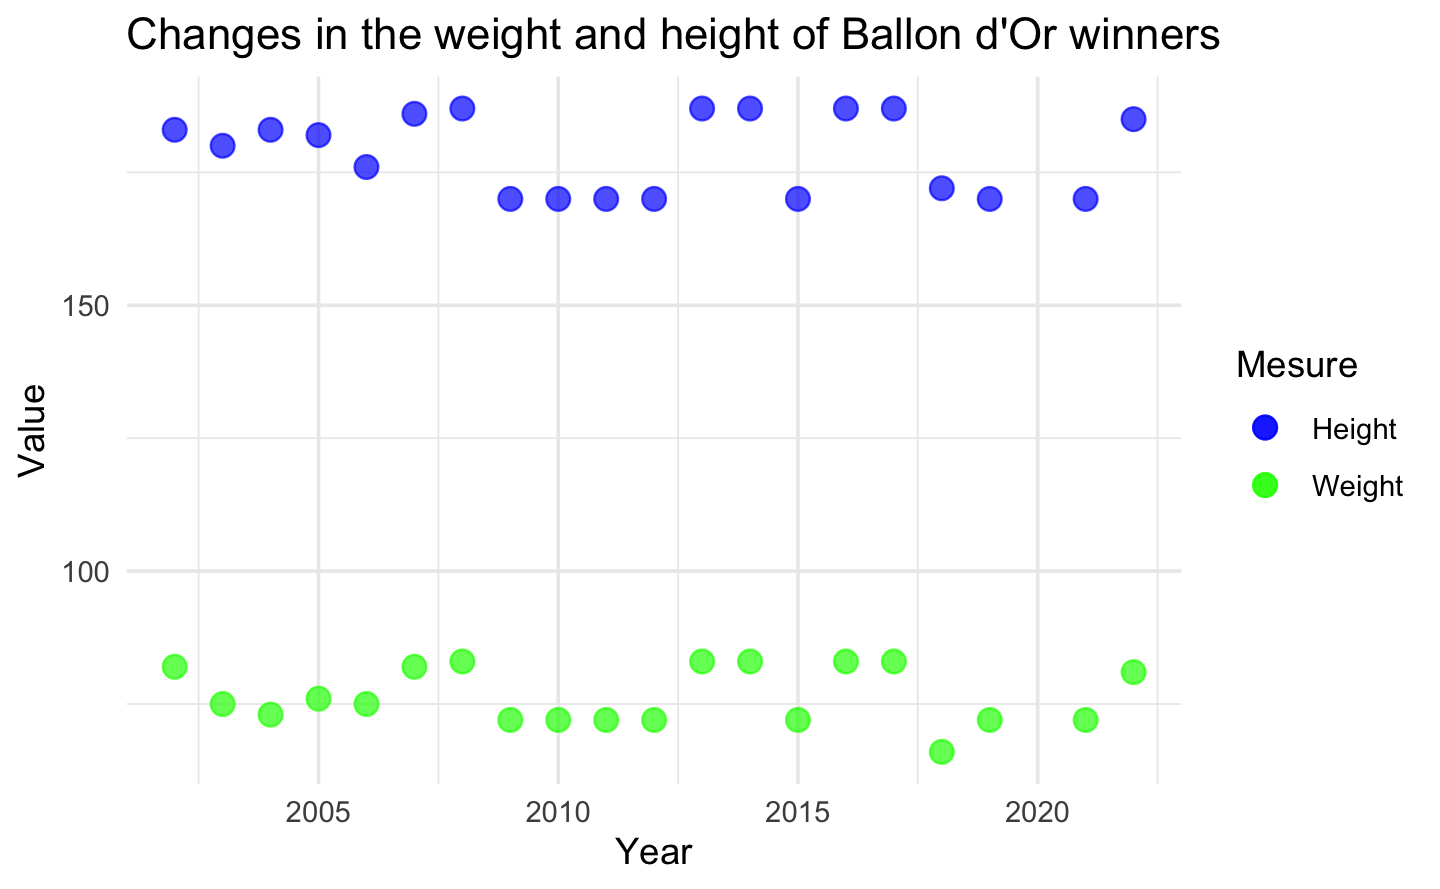 Changes in the weight and height of Ballon d'Or winners
150
100
Value
2005 2010 2015 2020
Year
Mesure
Height
Weight